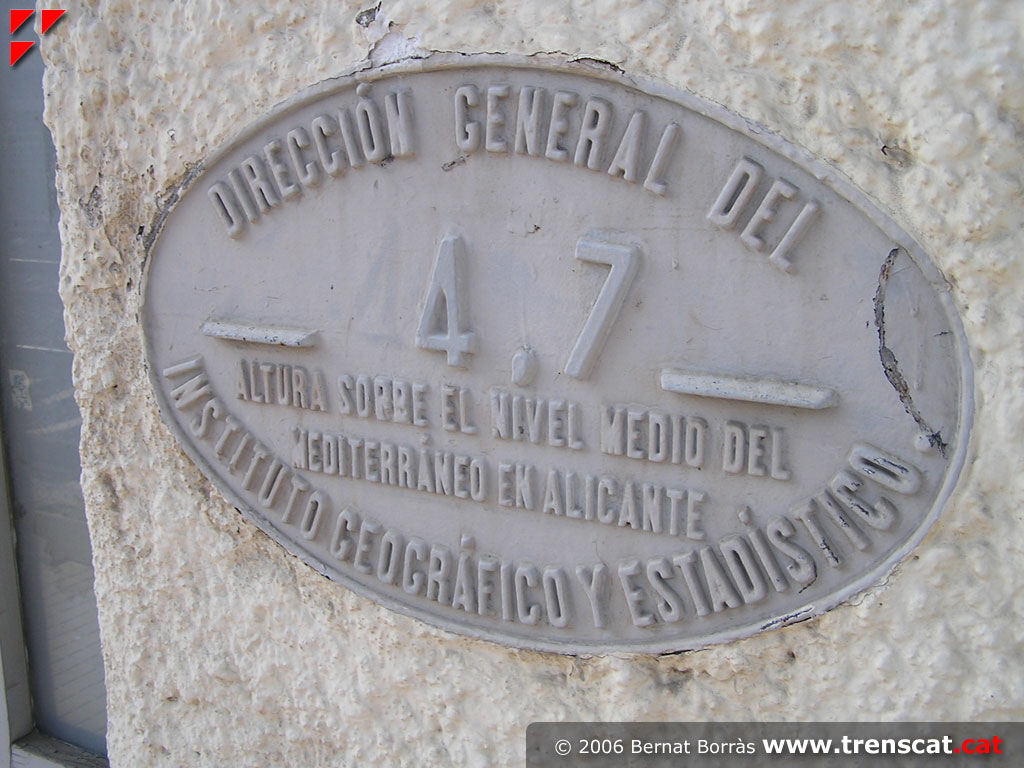 DIRECCIÓN GENERAL DEL
4.7
ALTURA SOBRE EL NIVEL MEDIO DEL
MEDITERRÁNEO EN ALICANTE
INSTITUTO GEOGRÁFICO Y ESTADÍSTICO.
© 2006 Bernat Borràs www.trenscat.cat